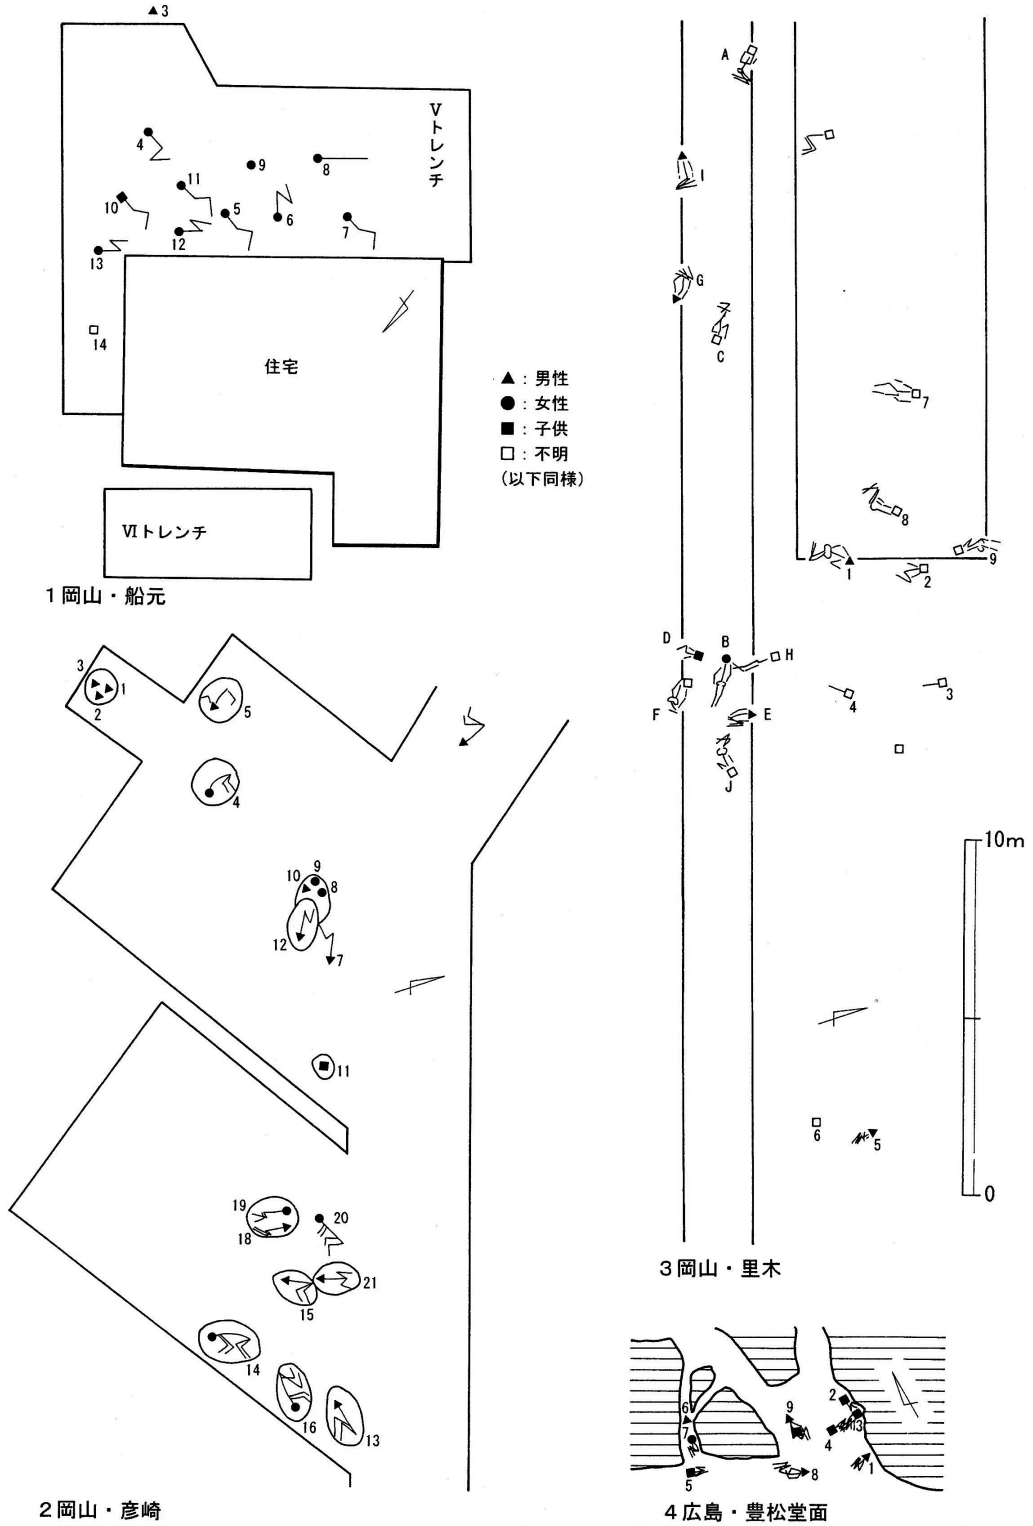 3
Vトレンチ
4
9
8
11
10
5
6
7
12
13
14
住宅
▲：男性
●：女性
■：子供
□：不明
（以下同様）
VIトレンチ
1岡山・船元
3
1
2
5
4
9
10
8
12
7
11
19
20
18
21
15
14
16
13
2岡山・彦崎
A
I
G
C
7
8
9
1
2
D
B
H
F
E
J
4
3
10m
6
5
0
3岡山・里木
2
6
9
3
7
4
1
5
8
4広島・豊松堂面